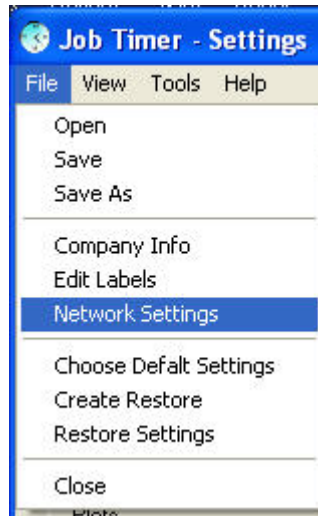 Job Timer - Settings
File View Tools Help
Open
Save
Save As
Company Info
Edit Labels
Network Settings
Choose Defalt Settings
Create Restore
Restore Settings
Close